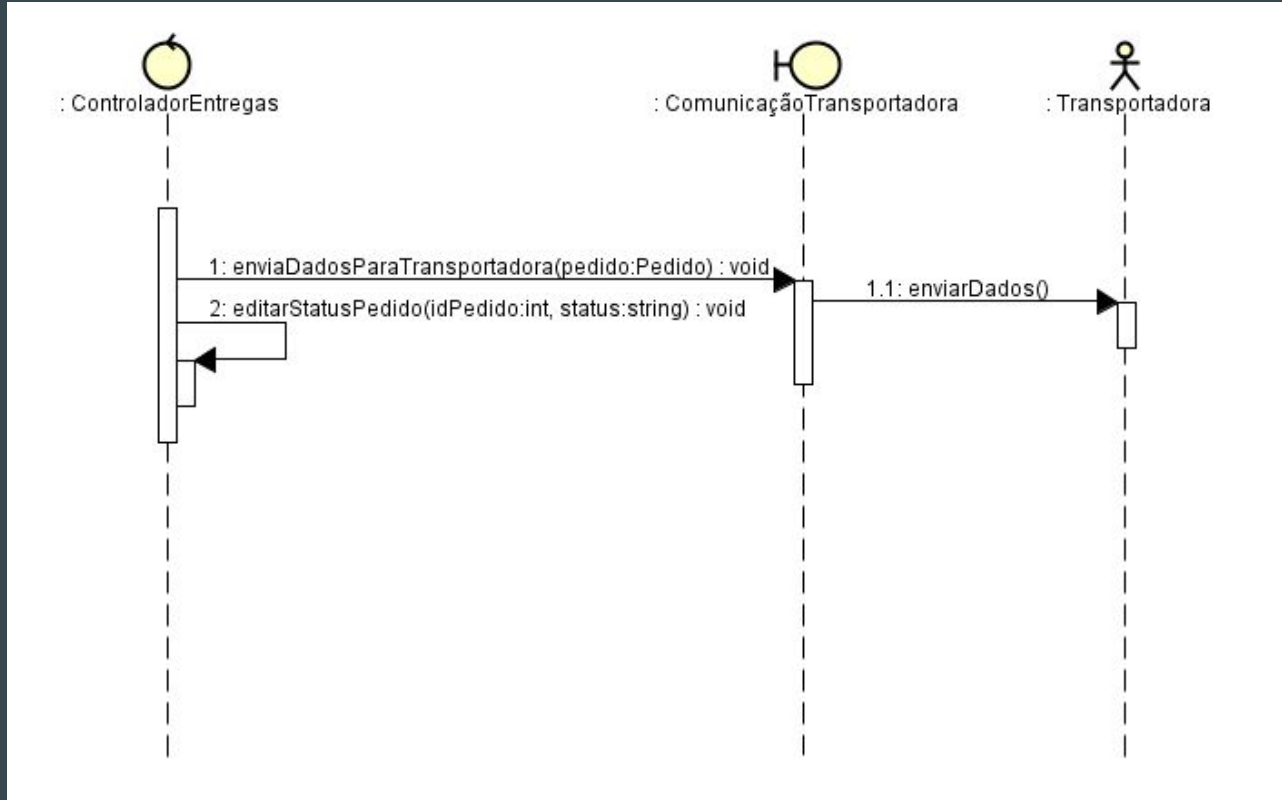 : ControladorEntregas
: ComunicaçãoTransportadora
: Transportadora
1: enviaDadosParaTransportadora(pedido:Pedido) : void
1.1: enviarDados()
2: editarStatusPedido(idPedido:int, status:string) : void